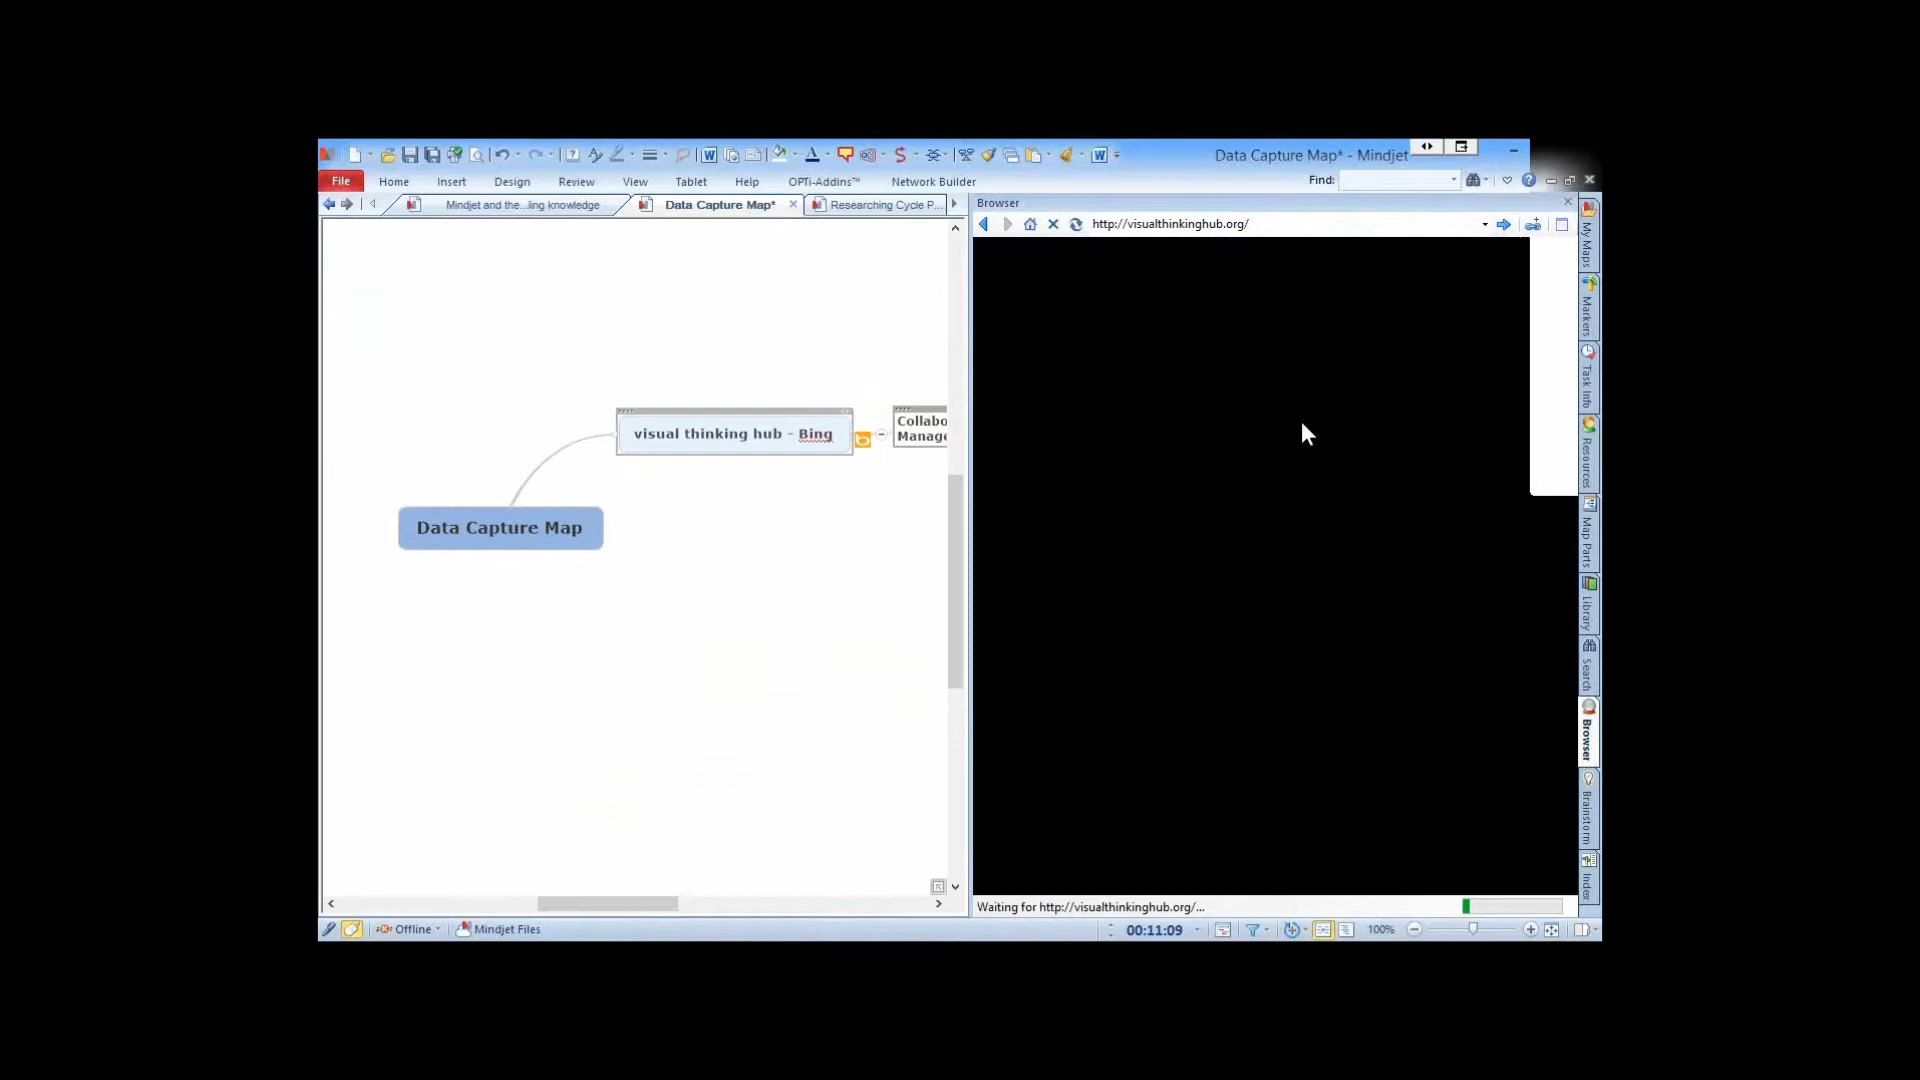 Data Capture Map* - Mindjet
File Home Insert Design Review View Tablet Help OPTi-Addins™ Network Builder Find:
Mindjet and the...ling knowledge
Data Capture Map*
Researching Cycle P...
Browser
http://visualthinkinghub.org/
visual thinking hub - Bing
Collabo
Manage
Data Capture Map
My Maps
Markers
Task Info
Resources
Map Parts
Library
Search
Browser
Brainstorm
Index
Waiting for http://visualthinkinghub.org/...
Offline Mindjet Files 00:11:09 100%